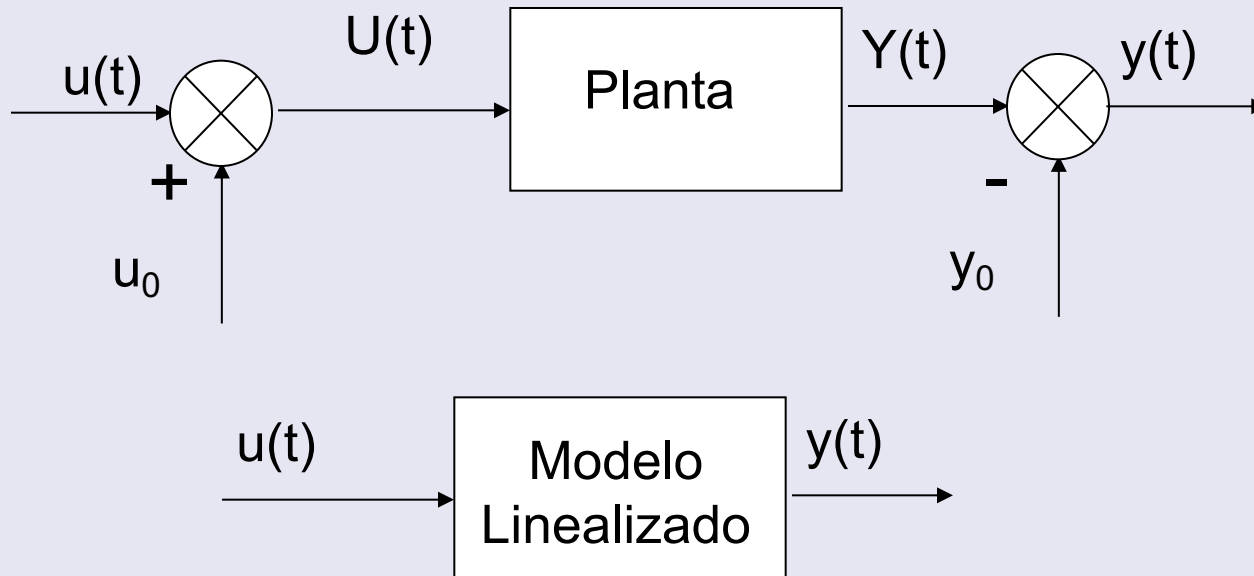 u(t)
U(t)
Planta
Y(t)
y(t)
+
-
u₀
y₀
u(t)
Modelo
Linealizado
y(t)